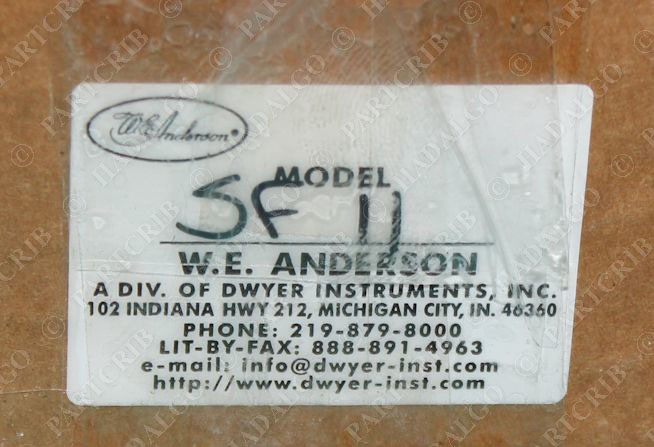 W.E. Anderson®
MODEL
SF 11
W.E. ANDERSON
A DIV. OF DWYER INSTRUMENTS, INC.
102 INDIANA HWY 212, MICHIGAN CITY, IN. 46360
PHONE: 219-879-8000
LIT-BY-FAX: 888-891-4963
e-mail: info@dwyer-inst.com
http://www.dwyer-inst.com
© PARTCRIB © HADALGO